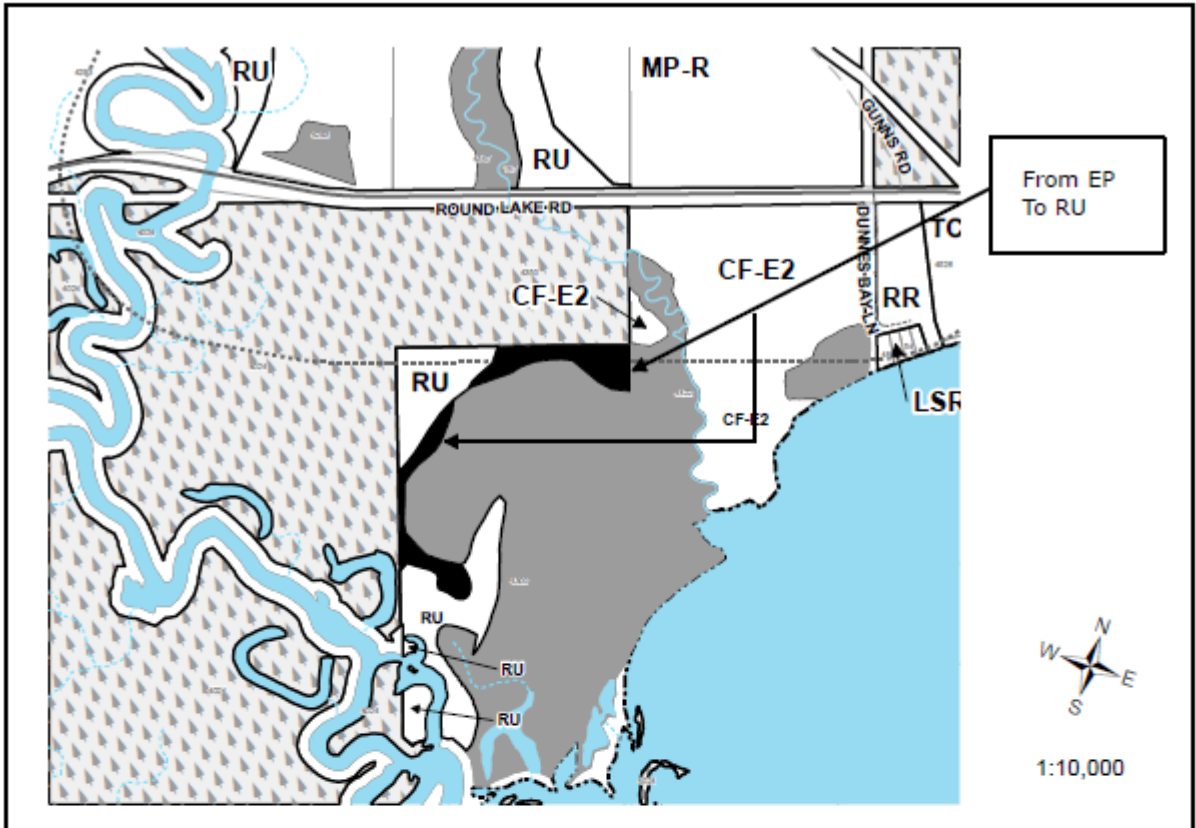 RU
MP-R
GUNNS RD
RU
From EP
To RU
ROUND LAKE RD
DUNNES BAY LN
TC
CF-E2
CF-E2
RR
RU
LSR
CF-E2
N
W
E
S
RU
RU
RU
1:10,000